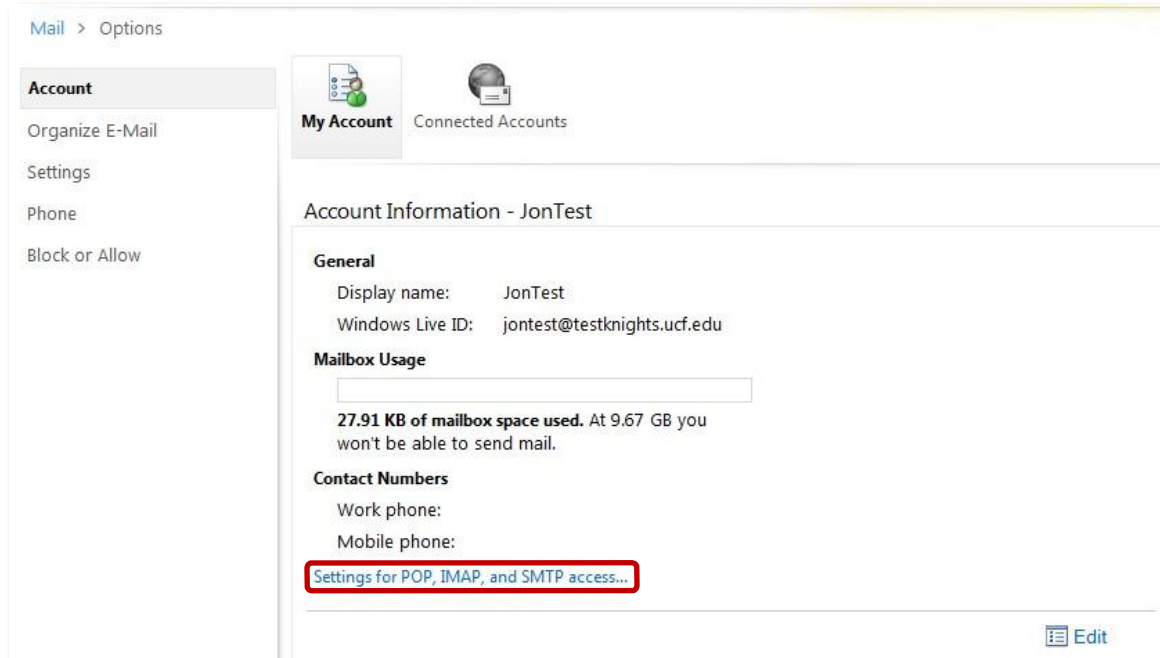 Mail > Options
Account
Organize E-Mail
Settings
Phone
Block or Allow
My Account
Connected Accounts
Account Information - JonTest
General
Display name: JonTest
Windows Live ID: jontest@testknights.ucf.edu
Mailbox Usage
27.91 KB of mailbox space used. At 9.67 GB you
won't be able to send mail.
Contact Numbers
Work phone:
Mobile phone:
Settings for POP, IMAP, and SMTP access...
Edit